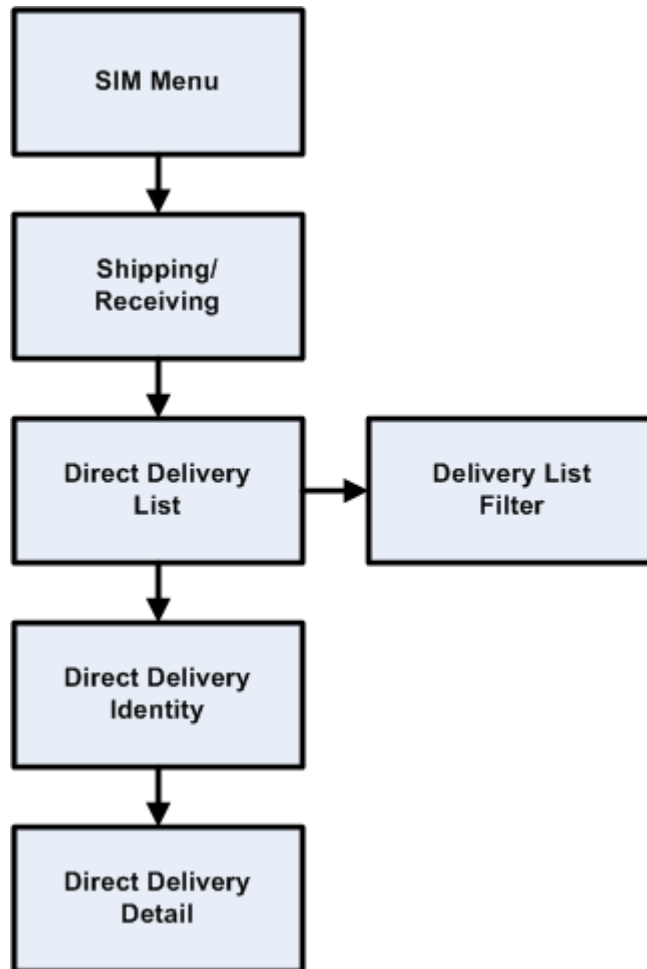 SIM Menu
Shipping/
Receiving
Direct Delivery
List
Delivery List
Filter
Direct Delivery
Identity
Direct Delivery
Detail